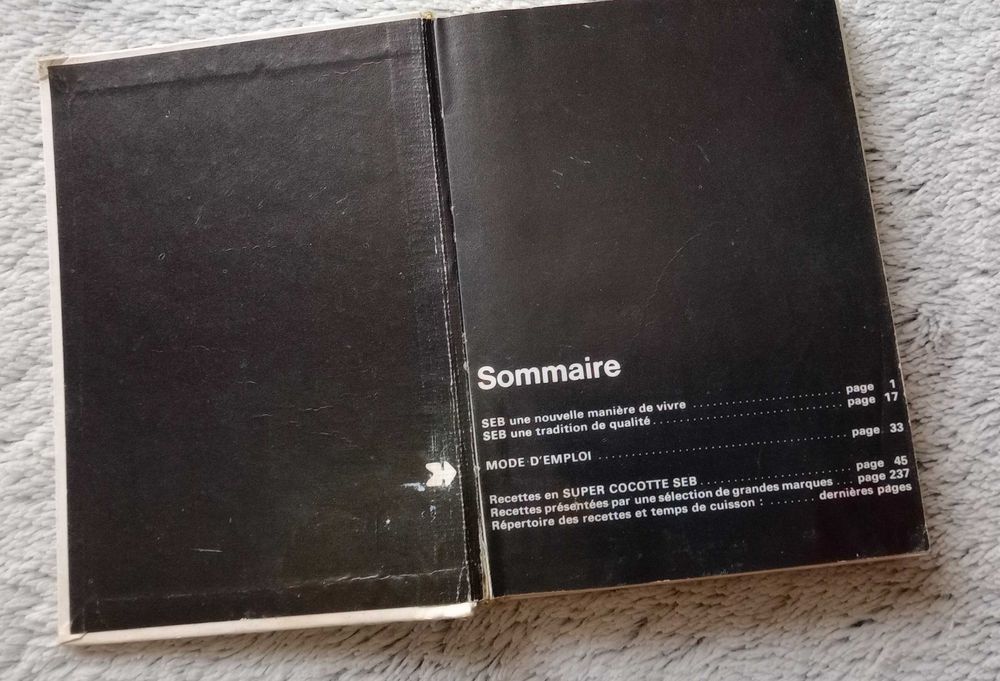 Sommaire
SEB une nouvelle manière de vivre ........................ page 1
SEB une tradition de qualité ............................ page 17
MODE D'EMPLOI ........................................ page 33
Recettes en SUPER COCOTTE SEB ........................ page 45
Recettes présentées par une sélection de grandes marques .... page 237
Répertoire des recettes et temps de cuisson : ........ dernières pages